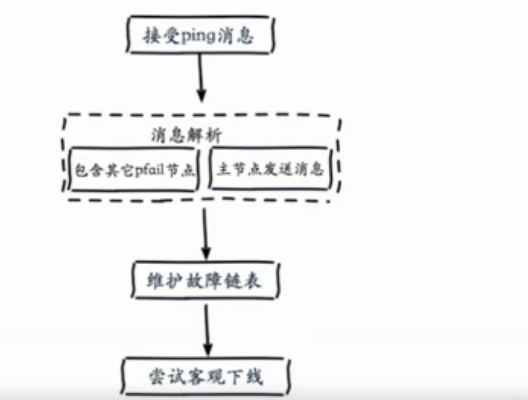 接受ping消息
消息解析
包含其它pfail节点
主节点发送消息
维护故障链表
尝试客观下线